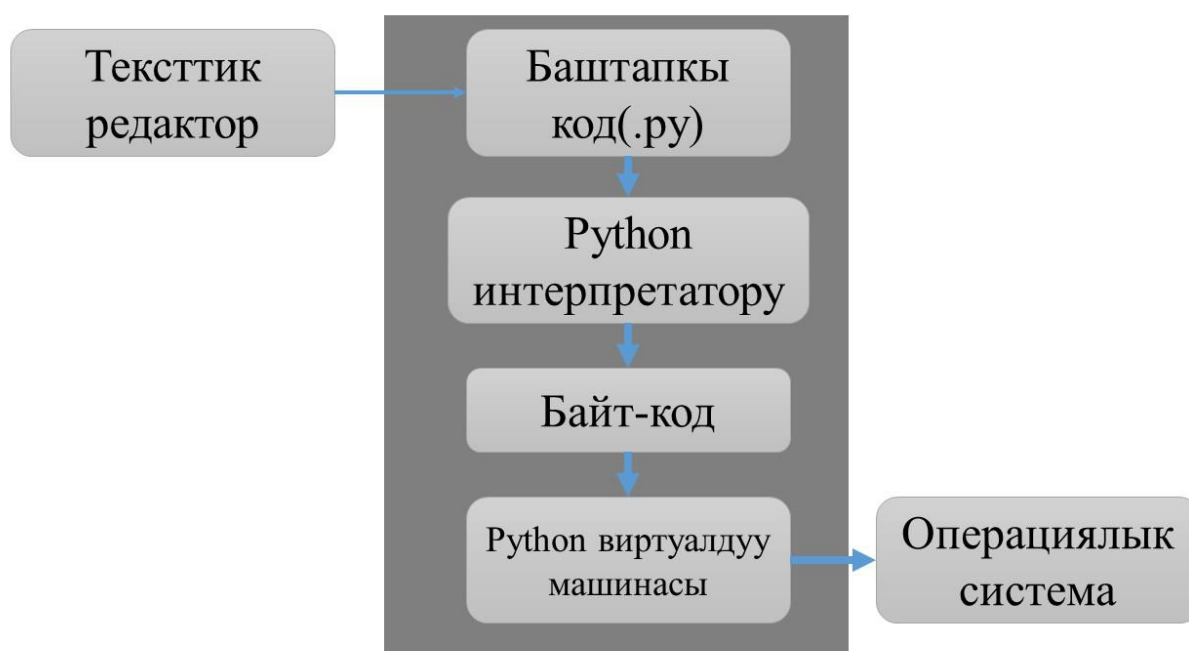 Тексттик
редактор
Баштапкы
код(.py)
Python
интерпретатору
Байт-код
Python виртуалдуу
машинасы
Операциялык
система